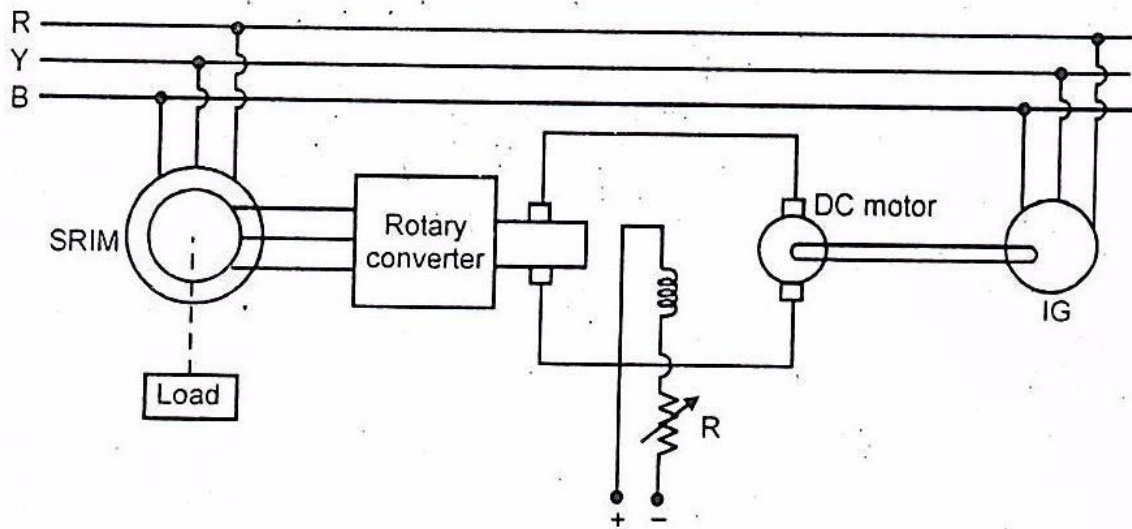 R
Y
B
SRIM
Rotary
converter
DC motor
IG
Load
R
+ −